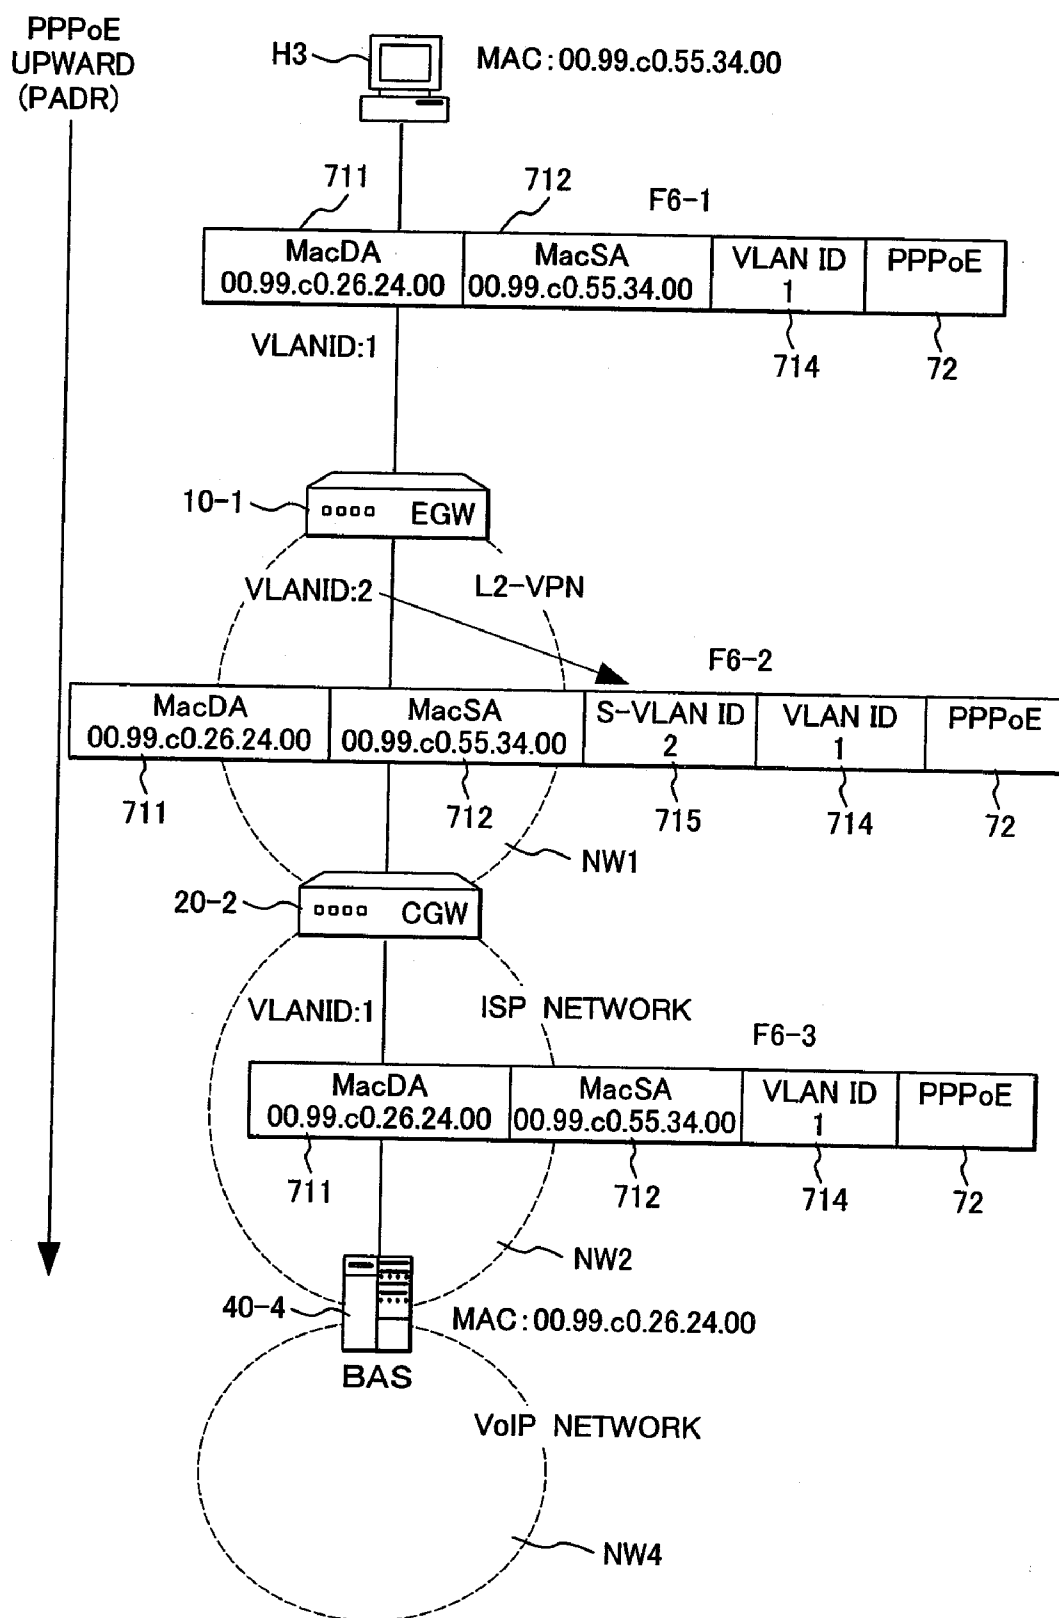 PPPoE
UPWARD
(PADR)
H3
MAC:00.99.c0.55.34.00
711
712
F6-1
MacDA
00.99.c0.26.24.00
MacSA
00.99.c0.55.34.00
VLAN ID
1
PPPoE
VLANID:1
714
72
10-1
EGW
VLANID:2
L2-VPN
F6-2
MacDA
00.99.c0.26.24.00
MacSA
00.99.c0.55.34.00
S-VLAN ID
2
VLAN ID
1
PPPoE
711
712
715
714
72
NW1
20-2
CGW
VLANID:1
ISP NETWORK
F6-3
MacDA
00.99.c0.26.24.00
MacSA
00.99.c0.55.34.00
VLAN ID
1
PPPoE
711
712
714
72
NW2
40-4
MAC:00.99.c0.26.24.00
BAS
VoIP NETWORK
NW4